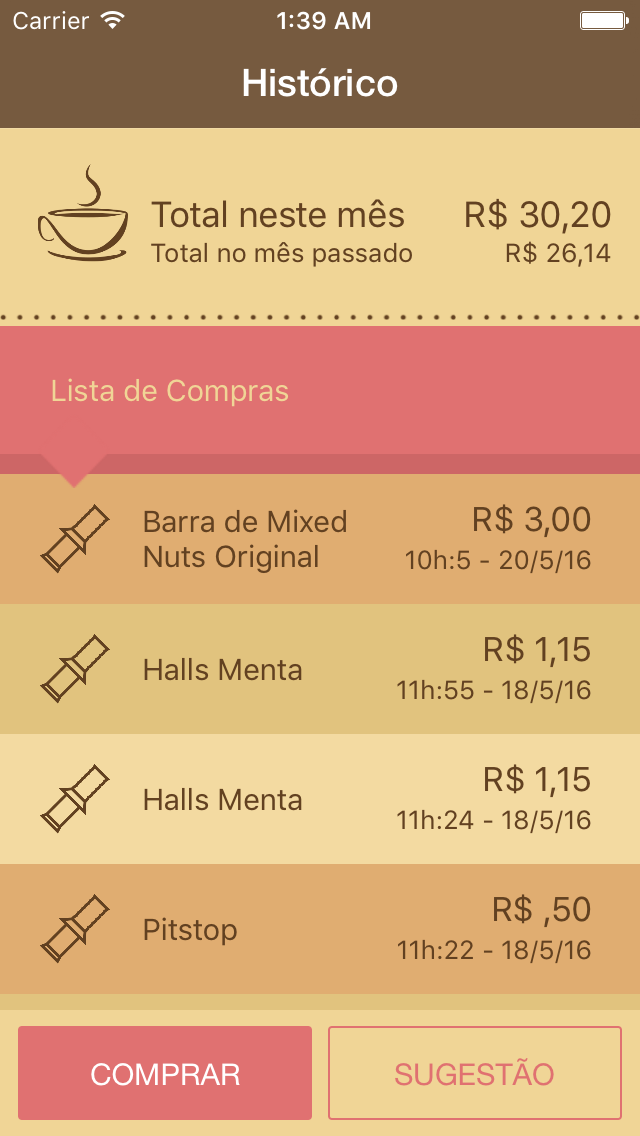 Carrier 1:39 AM
Histórico
Total neste mês R$ 30,20
Total no mês passado R$ 26,14
Lista de Compras
Barra de Mixed R$ 3,00
Nuts Original 10h:5 - 20/5/16
Halls Menta R$ 1,15
11h:55 - 18/5/16
Halls Menta R$ 1,15
11h:24 - 18/5/16
Pitstop R$ ,50
11h:22 - 18/5/16
COMPRAR SUGESTÃO